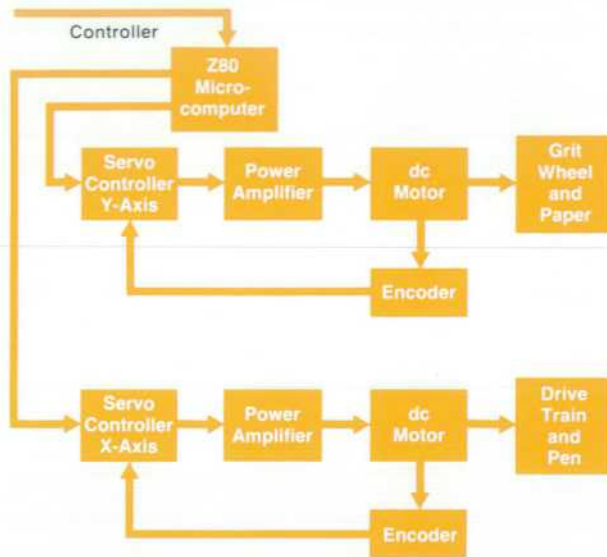 Controller
Z80
Micro-
computer
Servo
Controller
Y-Axis
Power
Amplifier
dc
Motor
Grit
Wheel
and
Paper
Encoder
Servo
Controller
X-Axis
Power
Amplifier
dc
Motor
Drive
Train
and
Pen
Encoder